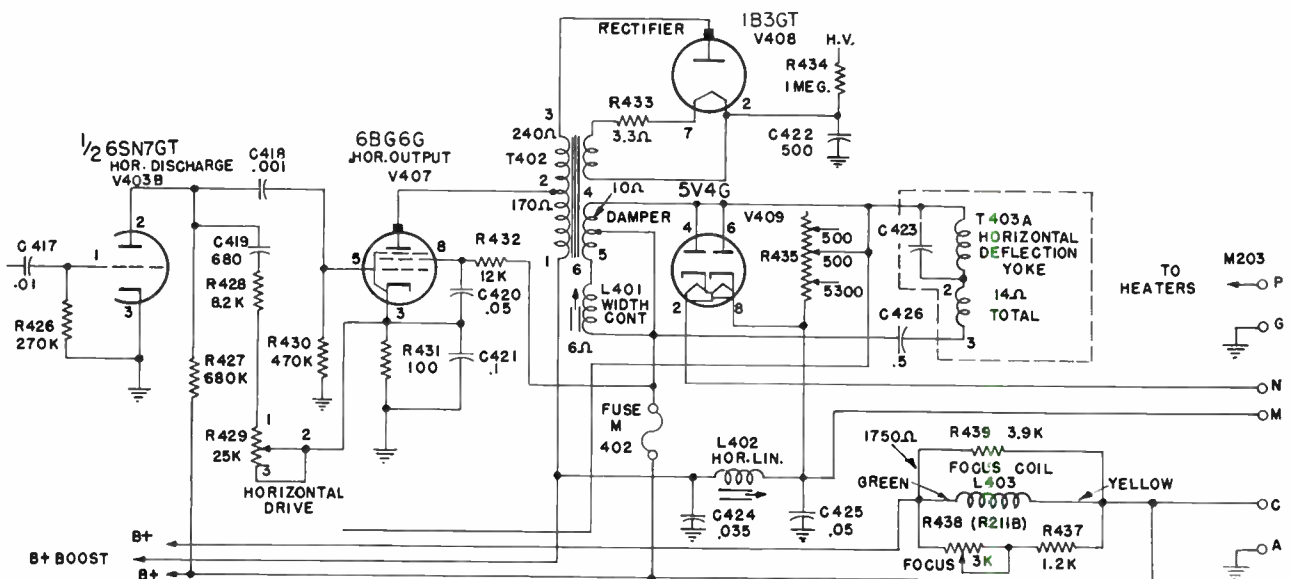 1B3GT
V408
RECTIFIER
H.V.
R434
1 MEG.
R433
3.3Ω
7
2
C422
500
3
240Ω
T402
2
170Ω
1
4
10Ω
DAMPER
5
6
L401
WIDTH
CONT
6Ω
1/2 6SN7GT
HOR. DISCHARGE
V403B
2
1
3
C417
.01
R426
270K
C418
.001
C419
680
R428
8.2K
R427
680K
R430
470K
R429
25K
1
2
3
HORIZONTAL
DRIVE
6BG6G
HOR. OUTPUT
V407
5
8
3
R432
12K
C420
.05
R431
100
C421
.1
5V4G
V409
4
6
2
8
R435
500
500
5300
C423
T403A
HORIZONTAL
DEFLECTION
YOKE
2
14Ω
TOTAL
3
C426
.5
TO
HEATERS
M203
P
G
N
M
C
A
FUSE
M
402
L402
HOR. LIN.
C424
.035
C425
.05
1750Ω
R439 3.9K
FOCUS COIL
L403
GREEN
YELLOW
R438 (R211B)
R437
1.2K
FOCUS
3K
B+
B+ BOOST
B+